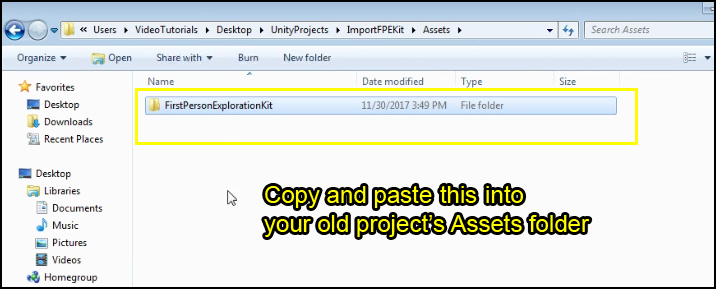 « Users ▸ VideoTutorials ▸ Desktop ▸ UnityProjects ▸ ImportFPEKit ▸ Assets ▸
Search Assets
Organize ▾ Open Share with ▾ Burn New folder
Favorites
Desktop
Downloads
Recent Places
Desktop
Libraries
Documents
Music
Pictures
Videos
Homegroup
Name Date modified Type Size
FirstPersonExplorationKit 11/30/2017 3:49 PM File folder
Copy and paste this into
your old project's Assets folder